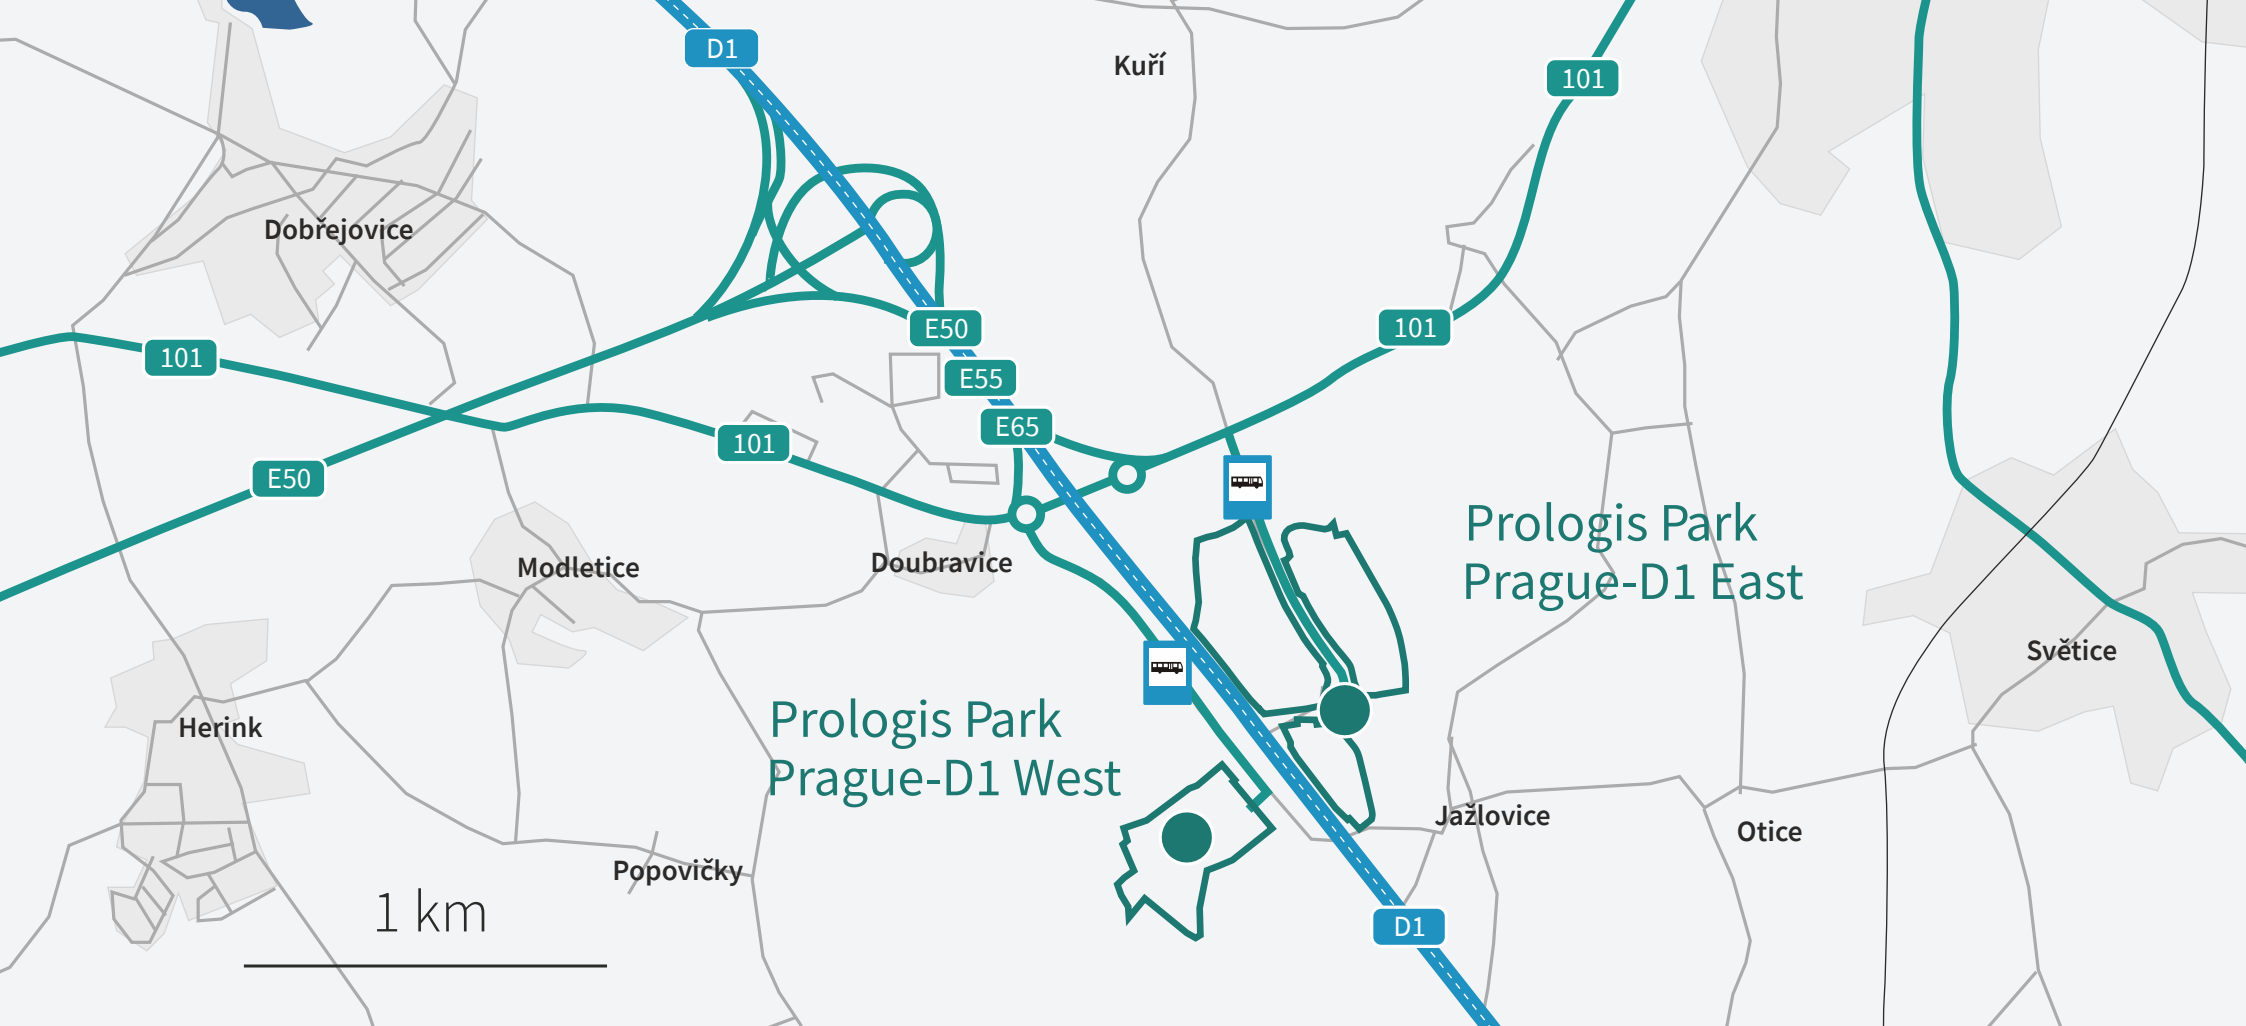 D1
Kuří
101
Dobřejovice
E50
101
101
E55
E65
101
E50
Prologis Park
Prague-D1 East
Modletice
Doubravice
Světice
Prologis Park
Prague-D1 West
Herink
Jažlovice
Otice
Popovičky
1 km
D1